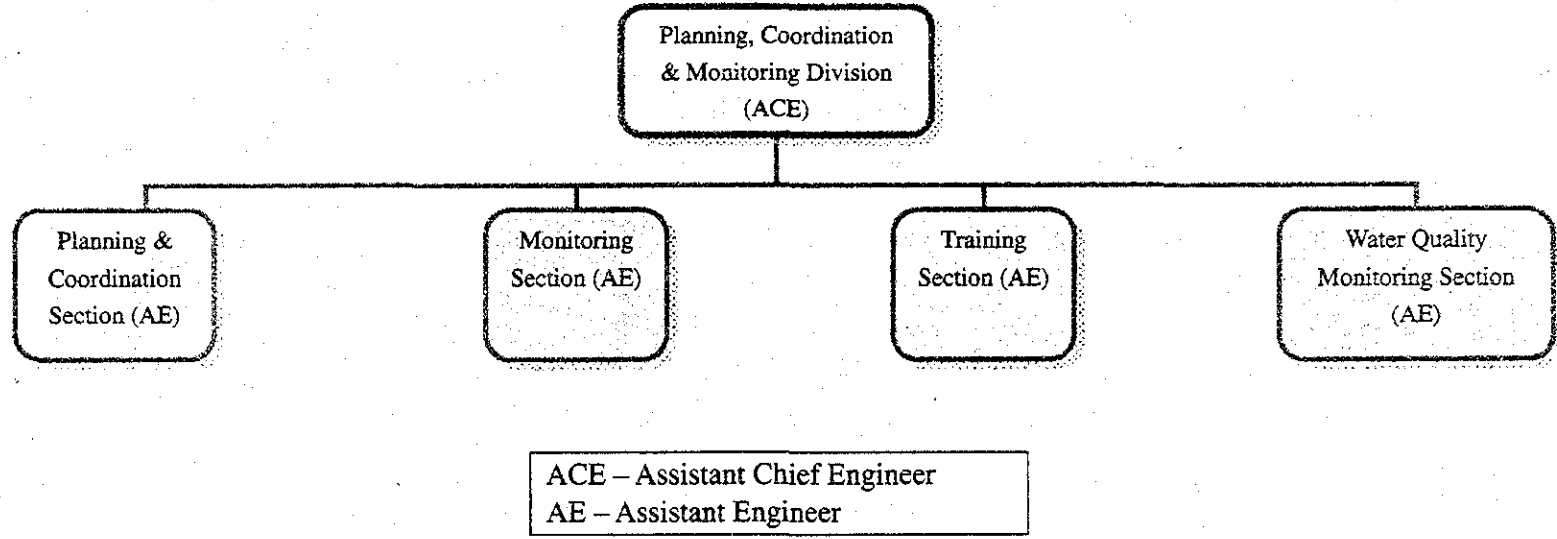 Planning, Coordination
& Monitoring Division
(ACE)
Planning &
Coordination
Section (AE)
Monitoring
Section (AE)
Training
Section (AE)
Water Quality
Monitoring Section
(AE)
ACE – Assistant Chief Engineer
AE – Assistant Engineer